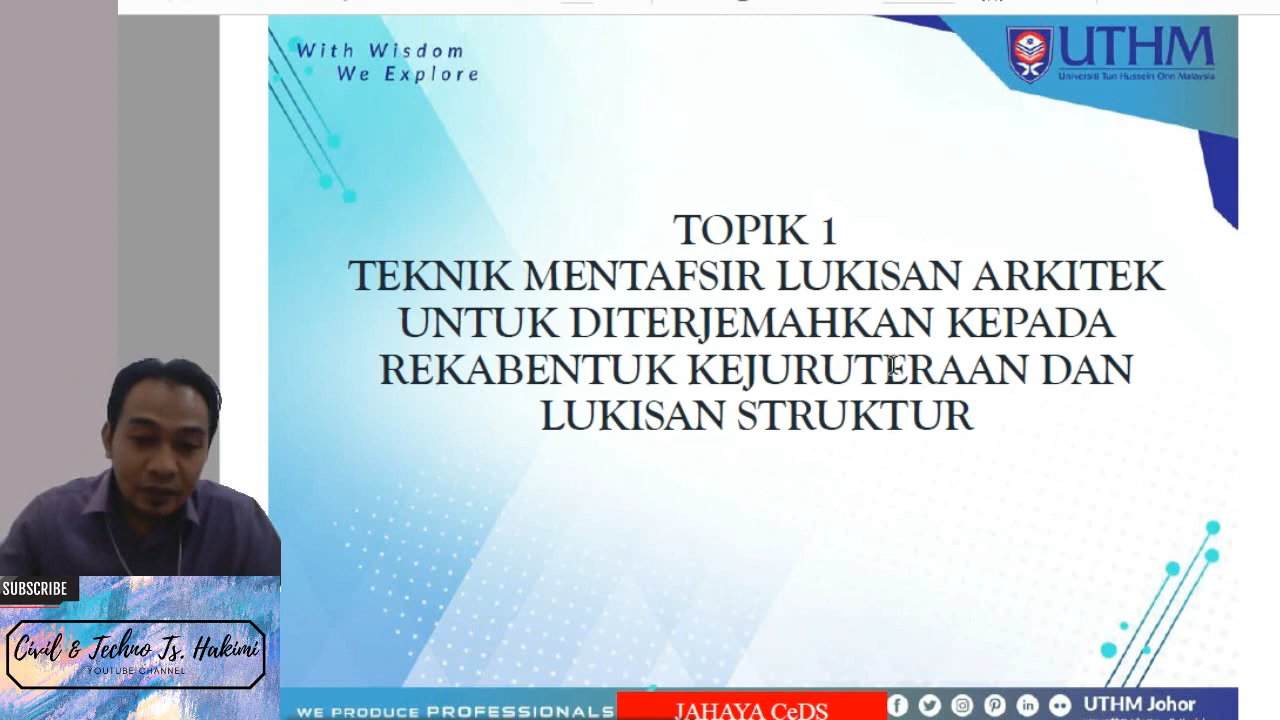 With Wisdom
We Explore
UTHM
Universiti Tun Hussein Onn Malaysia
TOPIK 1
TEKNIK MENTAFSIR LUKISAN ARKITEK
UNTUK DITERJEMAHKAN KEPADA
REKABENTUK KEJURUTERAAN DAN
LUKISAN STRUKTUR
SUBSCRIBE
Civil & Techno Ts. Hakimi
YOUTUBE CHANNEL
WE PRODUCE PROFESSIONALS
JAHAYA CeDS
UTHM Johor